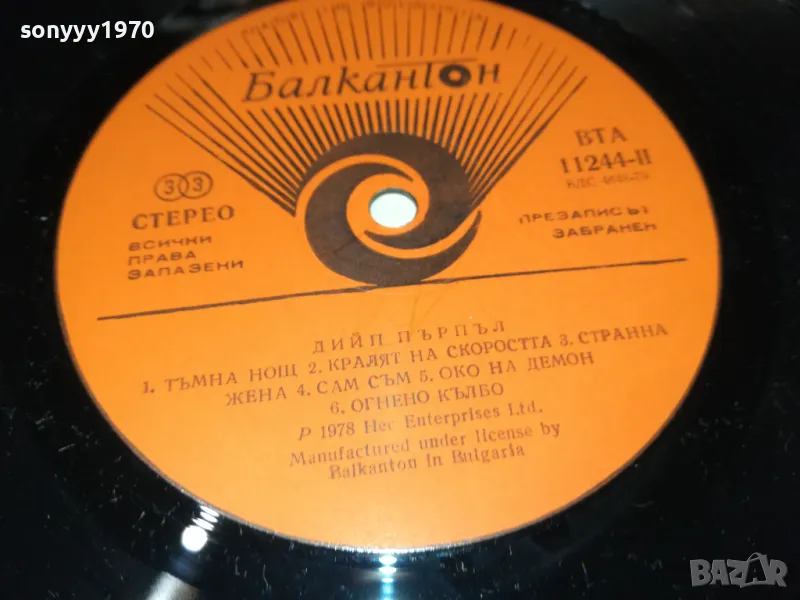 sonyyy1970
Балкантон
ВТА
11244-II
33
СТЕРЕО
ВСИЧКИ
ПРАВА
ЗАПАЗЕНИ
ПРЕЗАПИСЪТ
ЗАБРАНЕН
ДИЙП ПЪРПЪЛ
1. ТЪМНА НОЩ 2. КРАЛЯТ НА СКОРОСТТА 3. СТРАННА
ЖЕНА 4. САМ СЪМ 5. ОКО НА ДЕМОН
6. ОГНЕНО КЪЛБО
P 1978 Hec Enterprises Ltd.
Manufactured under license by
Balkanton in Bulgaria
BAZAR